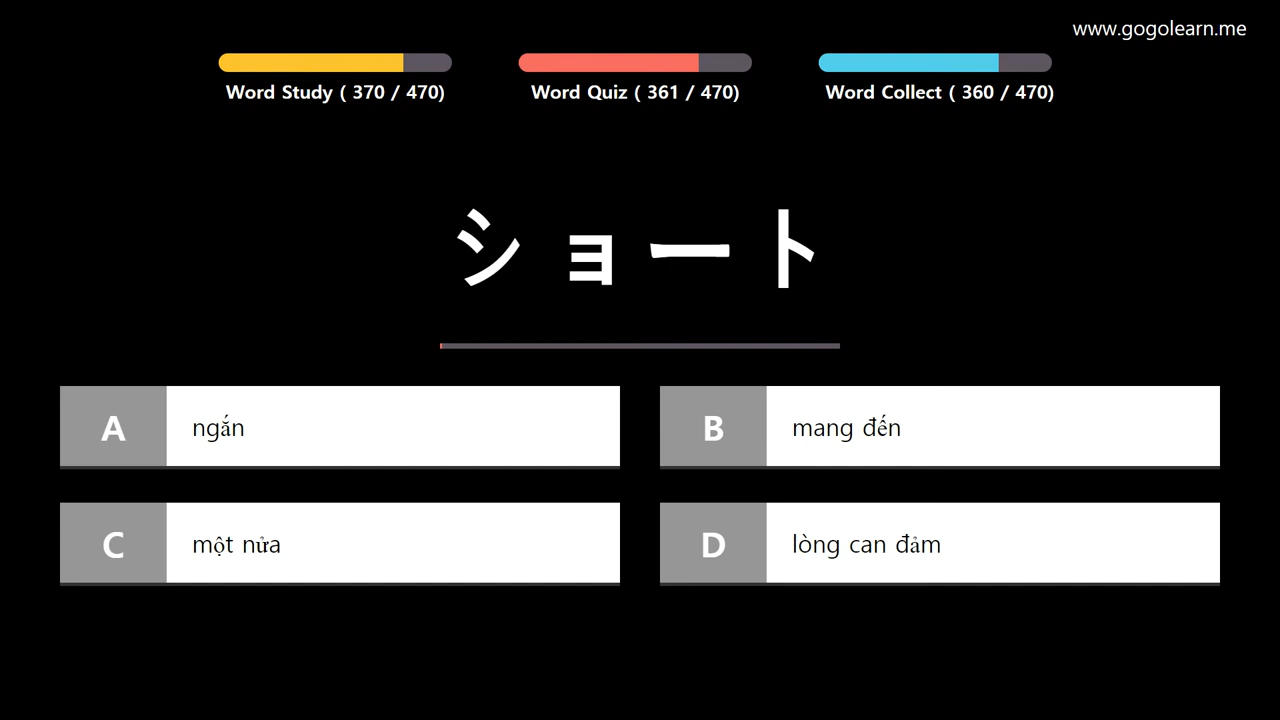 www.gogolearn.me
Word Study ( 370 / 470)
Word Quiz ( 361 / 470)
Word Collect ( 360 / 470)
ショート
A ngắn
B mang đến
C một nửa
D lòng can đảm